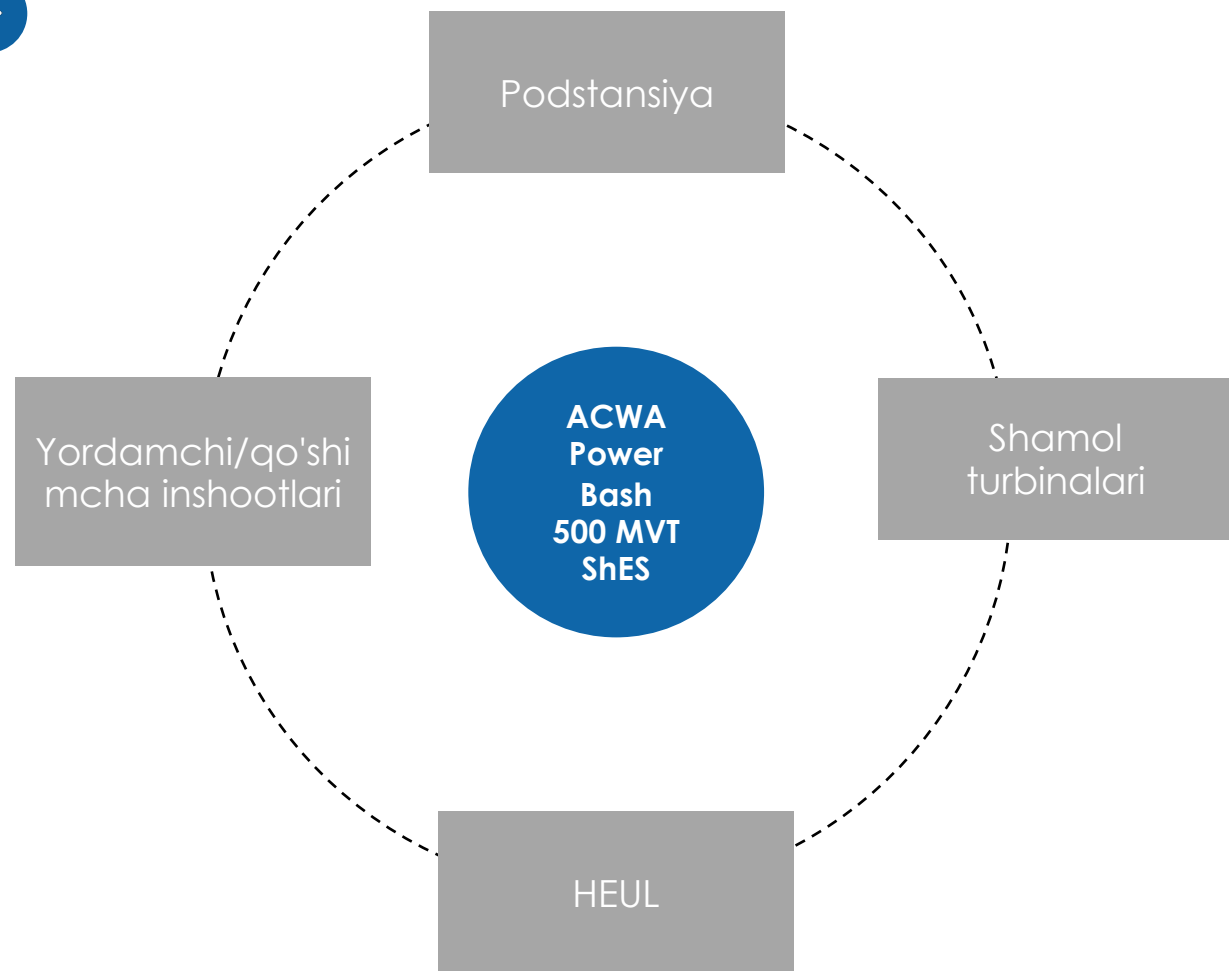 Podstansiya
Yordamchi/qo'shi
mcha inshootlari
ACWA
Power
Bash
500 MVT
ShES
Shamol
turbinalari
HEUL